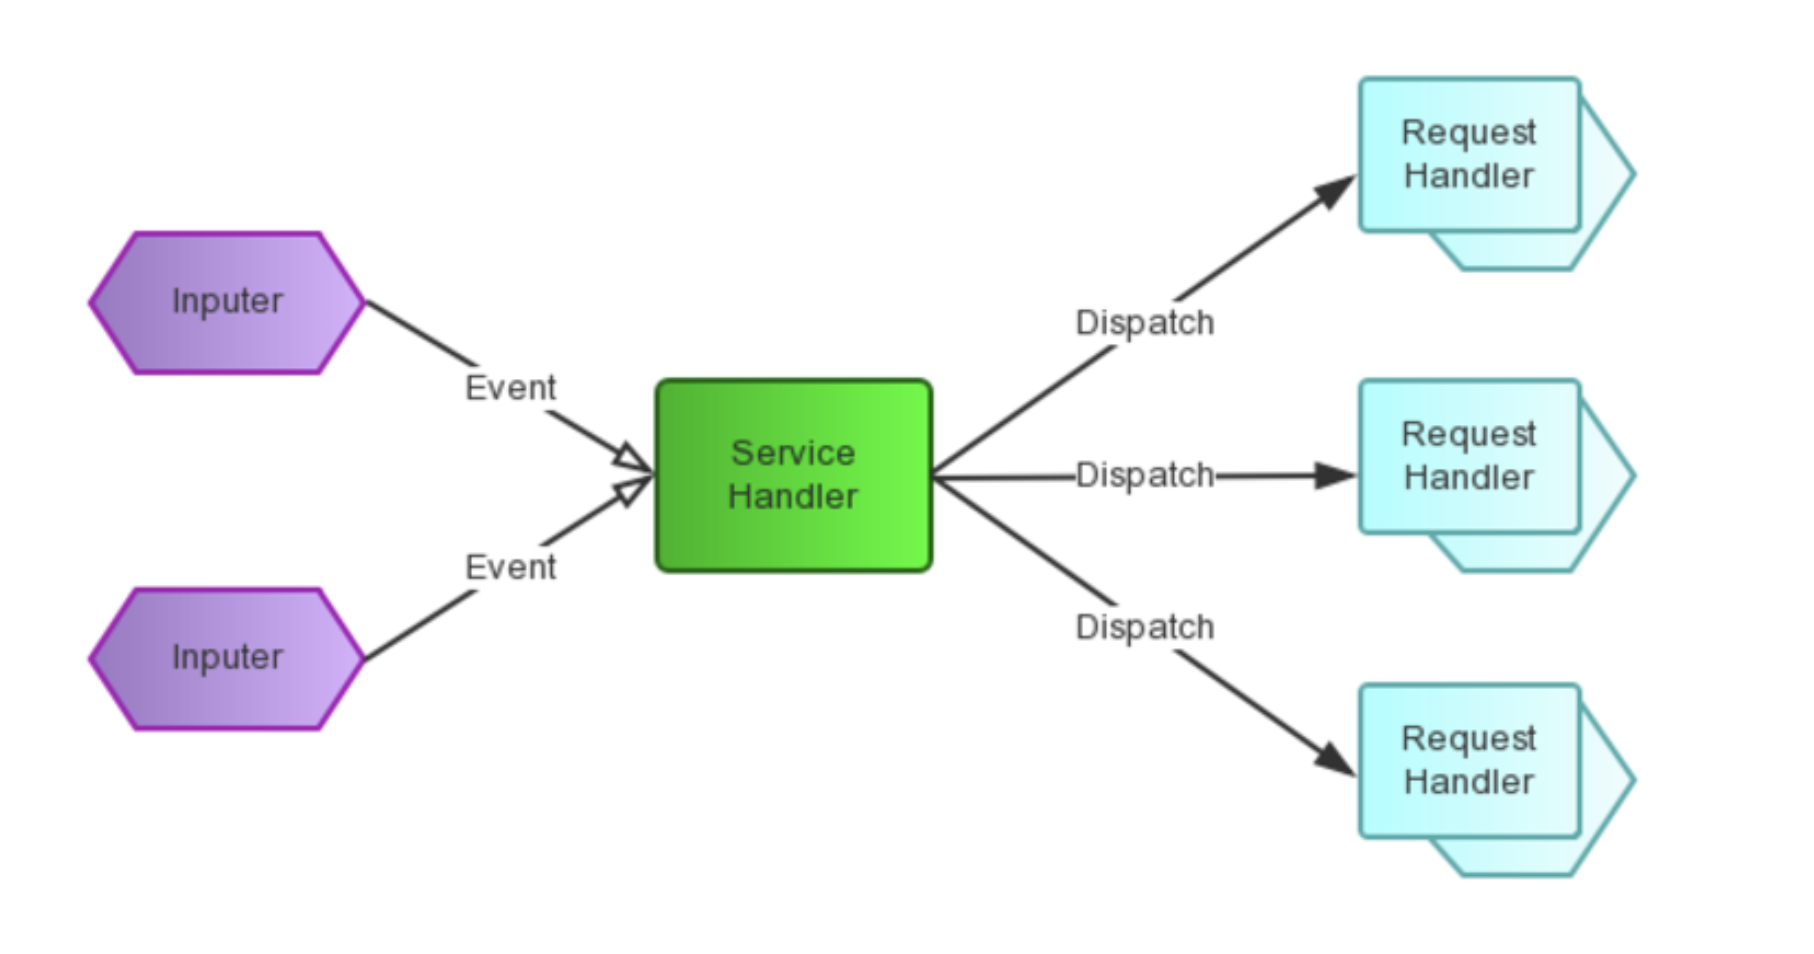 Inputer
Event
Event
Inputer
Service
Handler
Dispatch
Dispatch
Dispatch
Request
Handler
Request
Handler
Request
Handler